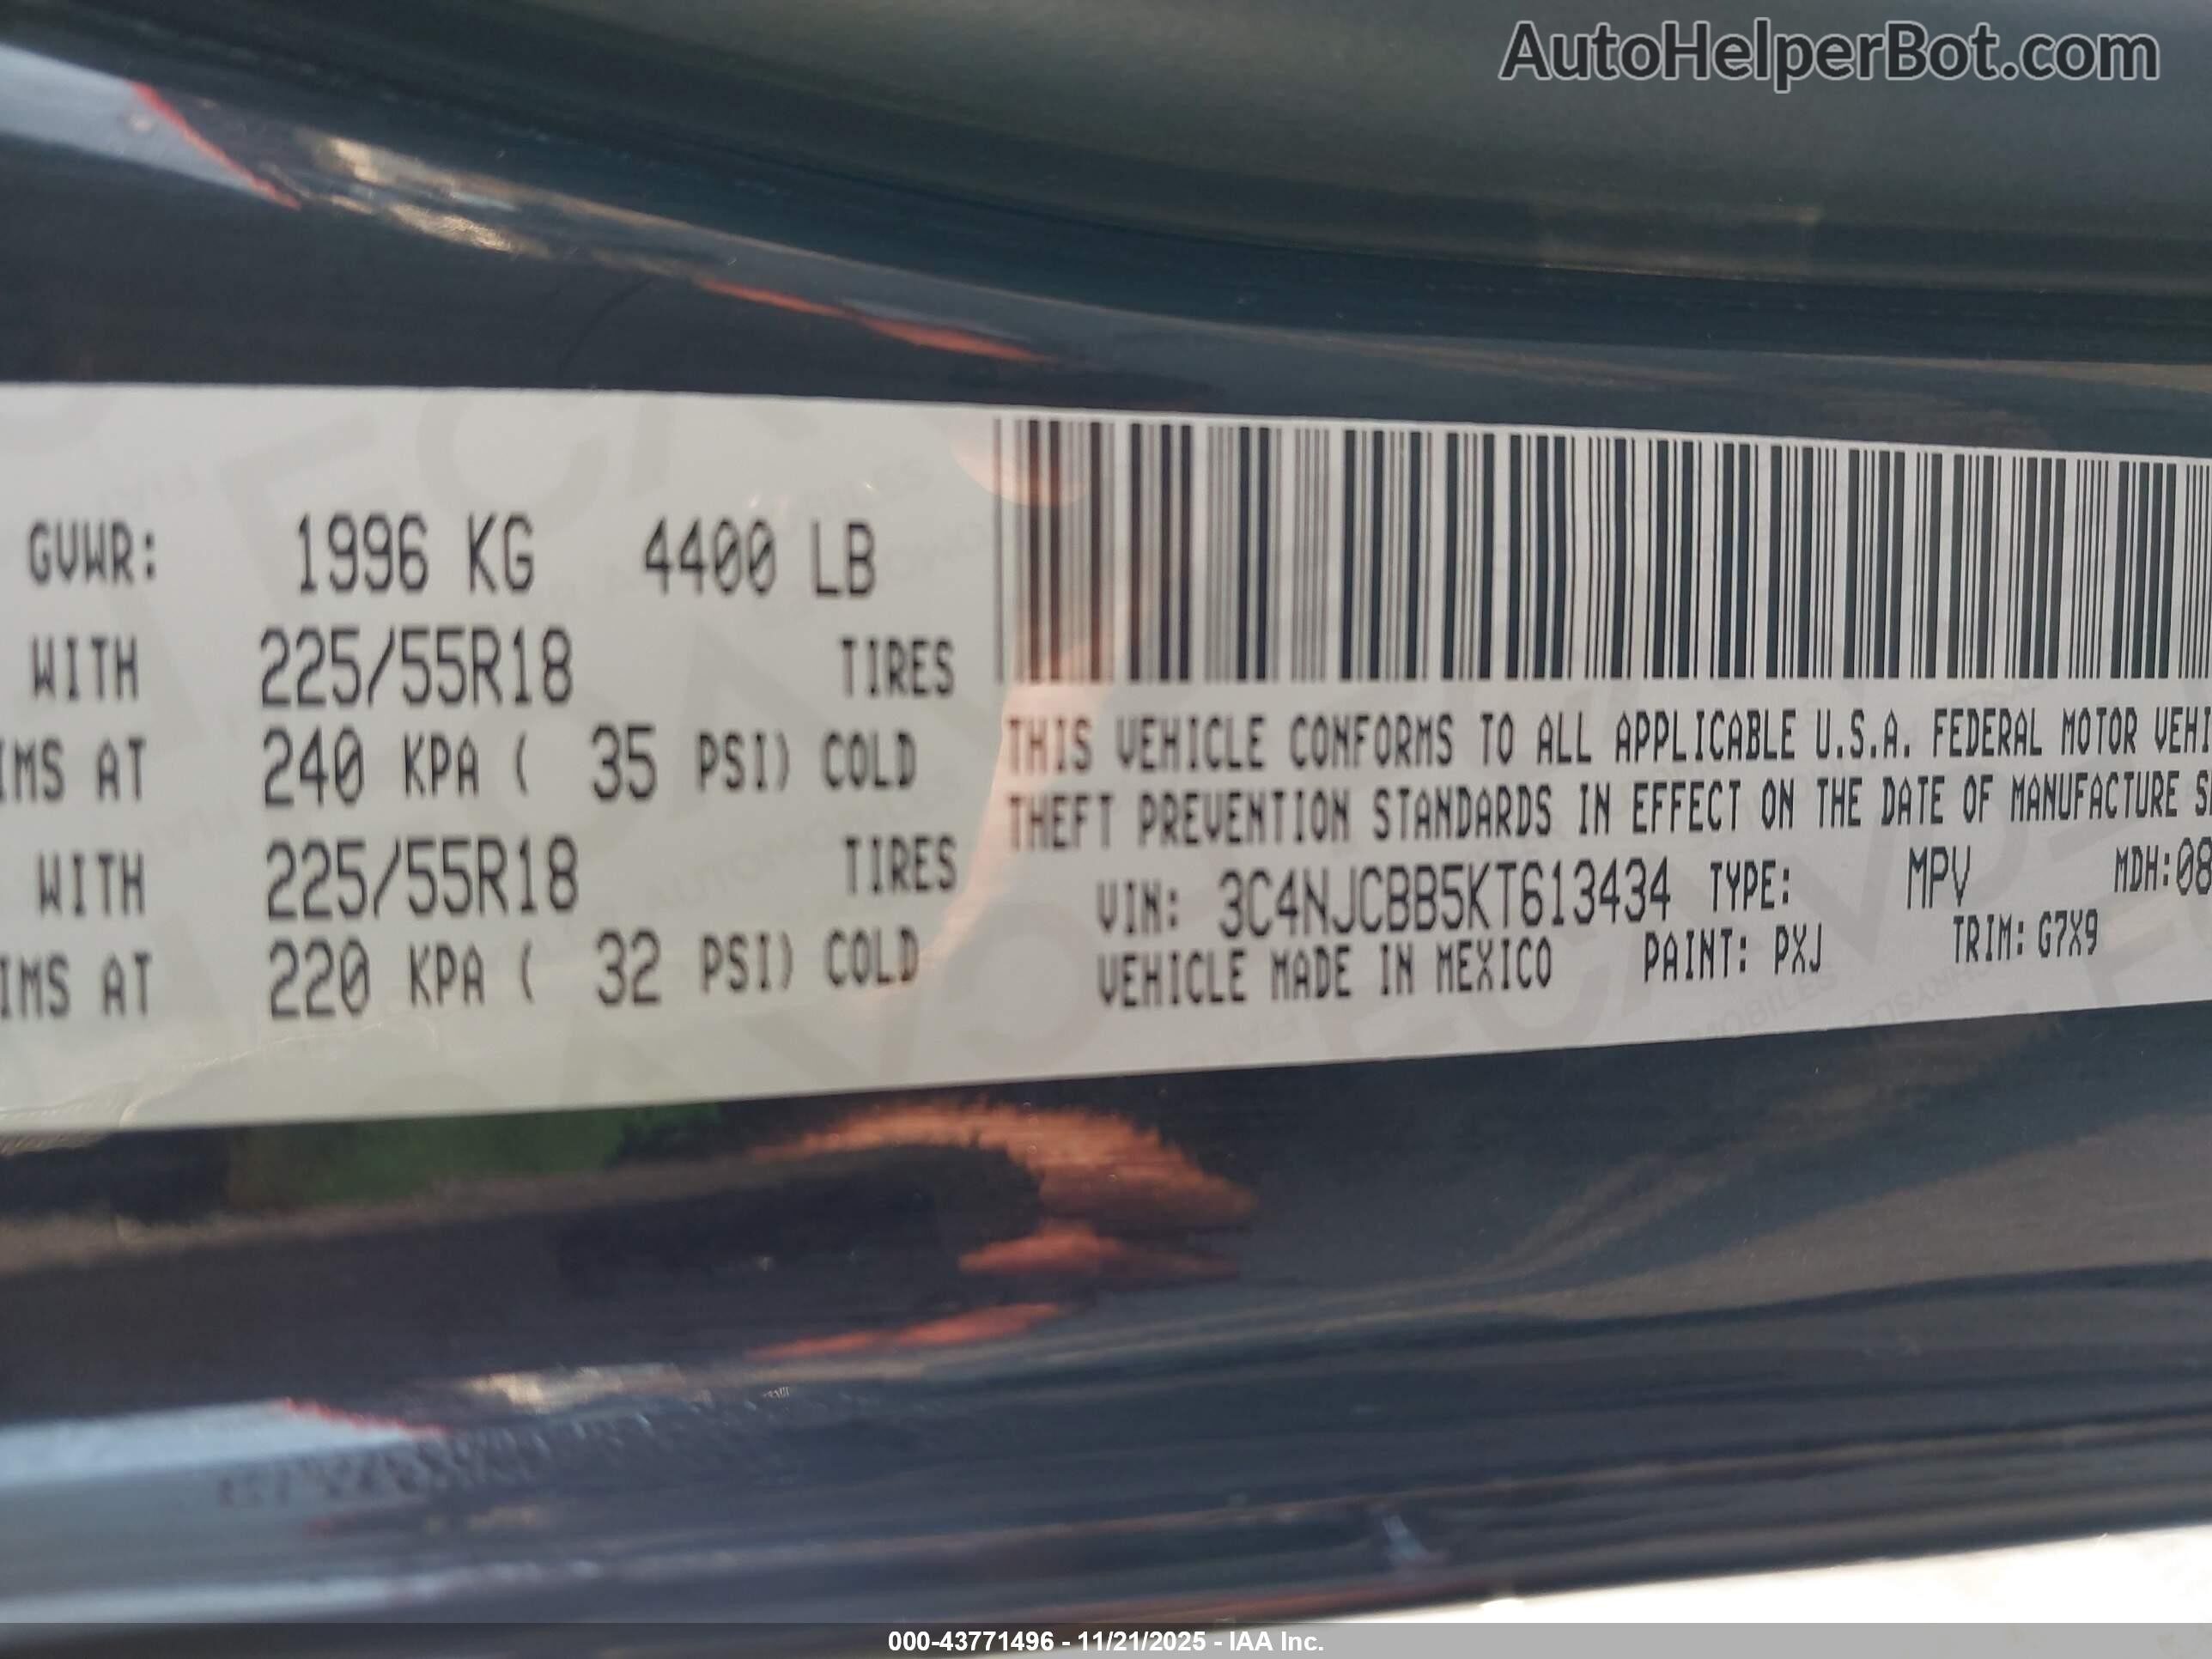 AutoHelperBot.com
GVWR: 1996 KG 4400 LB
WITH 225/55R18 TIRES
IMS AT 240 KPA ( 35 PSI) COLD
WITH 225/55R18 TIRES
IMS AT 220 KPA ( 32 PSI) COLD
THIS VEHICLE CONFORMS TO ALL APPLICABLE U.S.A. FEDERAL MOTOR VEHI
THEFT PREVENTION STANDARDS IN EFFECT ON THE DATE OF MANUFACTURE S
VIN: 3C4NJCBB5KT613434 TYPE: MPV MDH:08
VEHICLE MADE IN MEXICO PAINT: PXJ TRIM: G7X9
000-43771496 - 11/21/2025 - IAA Inc.